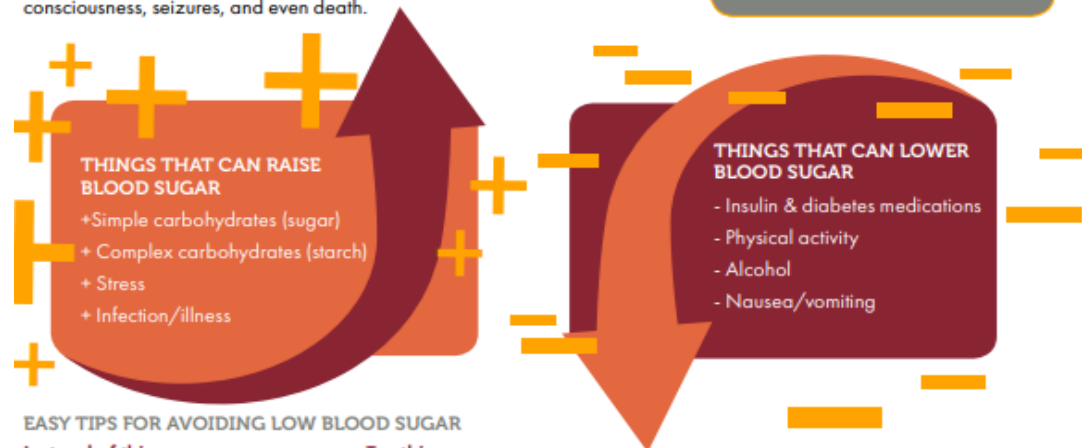 consciousness, seizures, and even death.
THINGS THAT CAN RAISE
BLOOD SUGAR
+Simple carbohydrates (sugar)
+ Complex carbohydrates (starch)
+ Stress
+ Infection/illness
THINGS THAT CAN LOWER
BLOOD SUGAR
- Insulin & diabetes medications
- Physical activity
- Alcohol
- Nausea/vomiting
EASY TIPS FOR AVOIDING LOW BLOOD SUGAR